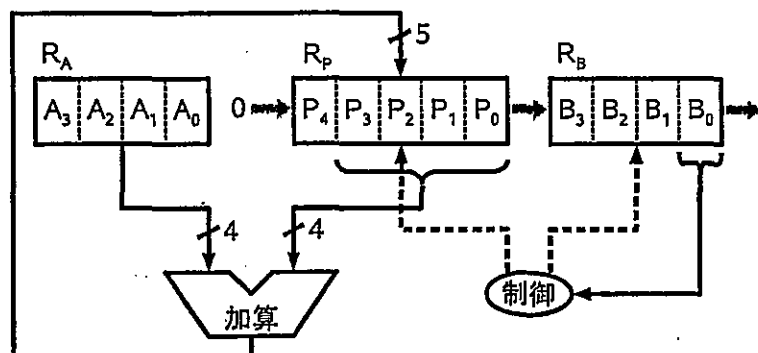 5
R_A
R_P
R_B
A_3 A_2 A_1 A_0
0
P_4 P_3 P_2 P_1 P_0
B_3 B_2 B_1 B_0
4
4
加算
制御